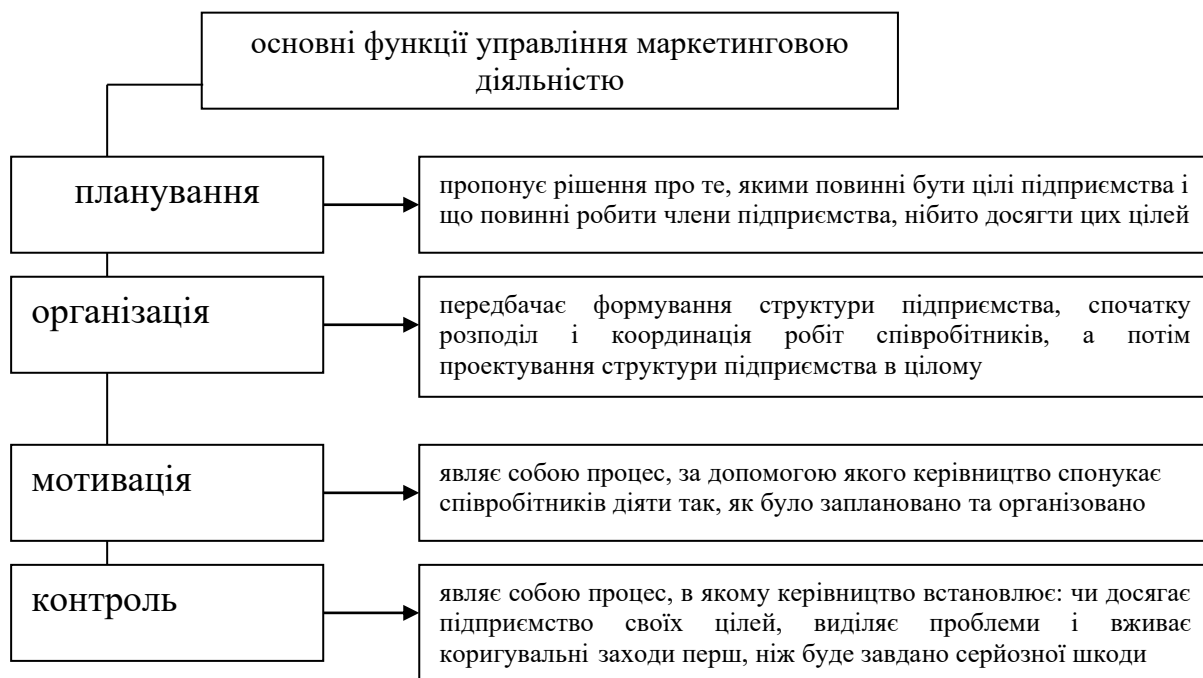 основні функції управління маркетинговою
діяльністю
планування
пропонує рішення про те, якими повинні бути цілі підприємства і
що повинні робити члени підприємства, нібито досягти цих цілей
організація
передбачає формування структури підприємства, спочатку
розподіл і координація робіт співробітників, а потім
проектування структури підприємства в цілому
мотивація
являє собою процес, за допомогою якого керівництво спонукає
співробітників діяти так, як було заплановано та організовано
контроль
являє собою процес, в якому керівництво встановлює: чи досягає
підприємство своїх цілей, виділяє проблеми і вживає
коригувальні заходи перш, ніж буде завдано серйозної шкоди